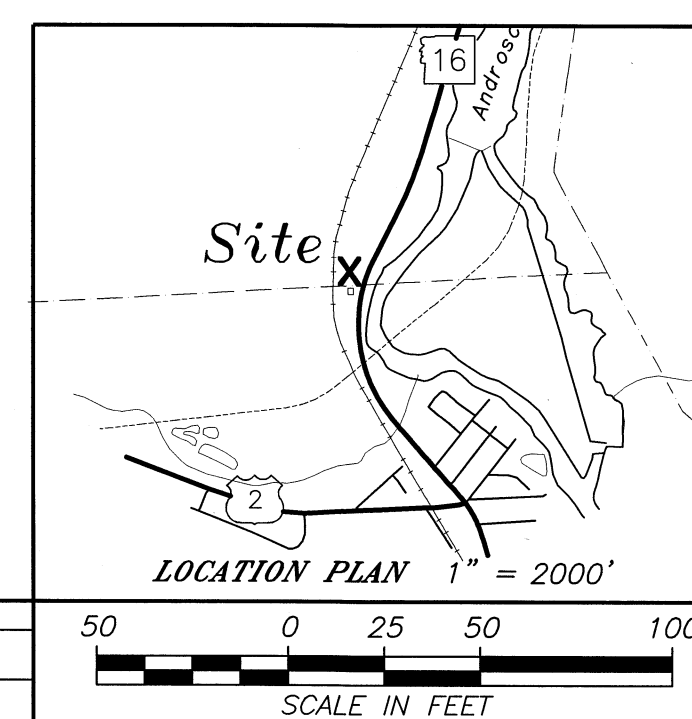 16
Androsc
Site
X
2
LOCATION PLAN 1" = 2000'
50 0 25 50 100
SCALE IN FEET